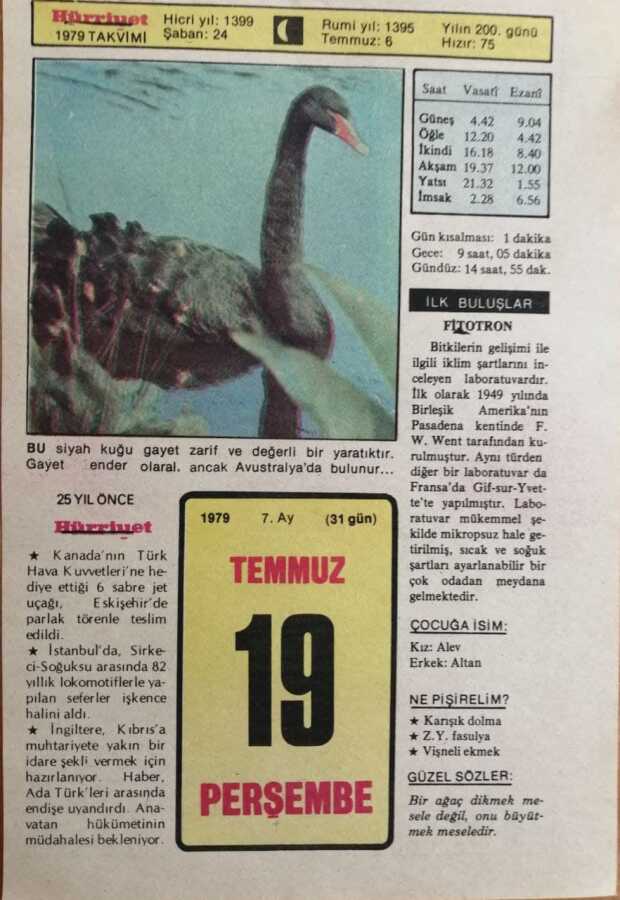 Hürriyet
1979 TAKVİMİ
Hicri yıl: 1399
Şaban: 24
Rumi yıl: 1395
Temmuz: 6
Yılın 200. günü
Hızır: 75
Saat Vasatî Ezanî
Güneş 4.42 9.04
Öğle 12.20 4.42
İkindi 16.18 8.40
Akşam 19.37 12.00
Yatsı 21.32 1.55
İmsak 2.28 6.56
Gün kısalması: 1 dakika
Gece: 9 saat, 05 dakika
Gündüz: 14 saat, 55 dak.
BU siyah kuğu gayet zarif ve değerli bir yaratıktır.
Gayet ender olaral. ancak Avustralya'da bulunur...
İLK BULUŞLAR
FİTOTRON
Bitkilerin gelişimi ile
ilgili iklim şartlarını in-
celeyen laboratuvardır.
İlk olarak 1949 yılında
Birleşik Amerika'nın
Pasadena kentinde F.
W. Went tarafından ku-
rulmuştur. Aynı türden
diğer bir laboratuvar da
Fransa'da Gif-sur-Yvet-
te'te yapılmıştır. Labo-
ratuvar mükemmel şe-
kilde mikropsuz hale ge-
tirilmiş, sıcak ve soğuk
şartları ayarlanabilir bir
çok odadan meydana
gelmektedir.
ÇOCUĞA İSİM:
Kız: Alev
Erkek: Altan
NE PİŞİRELİM?
★ Karışık dolma
★ Z.Y. fasulya
★ Vişneli ekmek
GÜZEL SÖZLER:
Bir ağaç dikmek me-
sele değil, onu büyüt-
mek meseledir.
25 YIL ÖNCE
Hürriyet
★ Kanada'nın Türk
Hava Kuvvetleri'ne he-
diye ettiği 6 sabre jet
uçağı, Eskişehir'de
parlak törenle teslim
edildi.
★ İstanbul'da, Sirke-
ci-Soğuksu arasında 82
yıllık lokomotiflerle ya-
pılan seferler işkence
halini aldı.
★ İngiltere, Kıbrıs'a
muhtariyete yakın bir
idare şekli vermek için
hazırlanıyor. Haber,
Ada Türk'leri arasında
endişe uyandırdı. Ana-
vatan hükümetinin
müdahalesi bekleniyor.
1979 7. Ay (31 gün)
TEMMUZ
19
PERŞEMBE